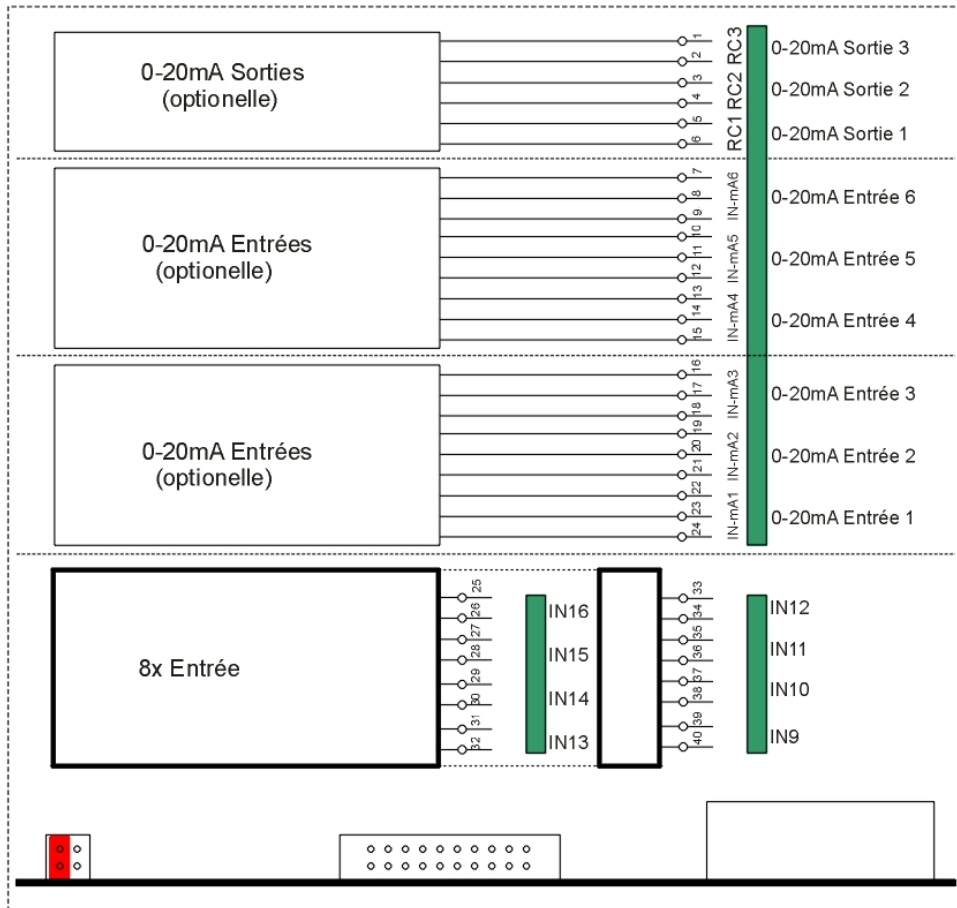 0-20mA Sorties
(optionelle)
1
2
3
4
5
6
RC3
RC2
RC1
0-20mA Sortie 3
0-20mA Sortie 2
0-20mA Sortie 1
0-20mA Entrées
(optionelle)
7
8
9
10
11
12
13
14
15
IN-mA6
IN-mA5
IN-mA4
0-20mA Entrée 6
0-20mA Entrée 5
0-20mA Entrée 4
0-20mA Entrées
(optionelle)
16
17
18
19
20
21
22
23
24
IN-mA3
IN-mA2
IN-mA1
0-20mA Entrée 3
0-20mA Entrée 2
0-20mA Entrée 1
8x Entrée
25
26
27
28
29
30
31
32
IN16
IN15
IN14
IN13
33
34
35
36
37
38
39
40
IN12
IN11
IN10
IN9